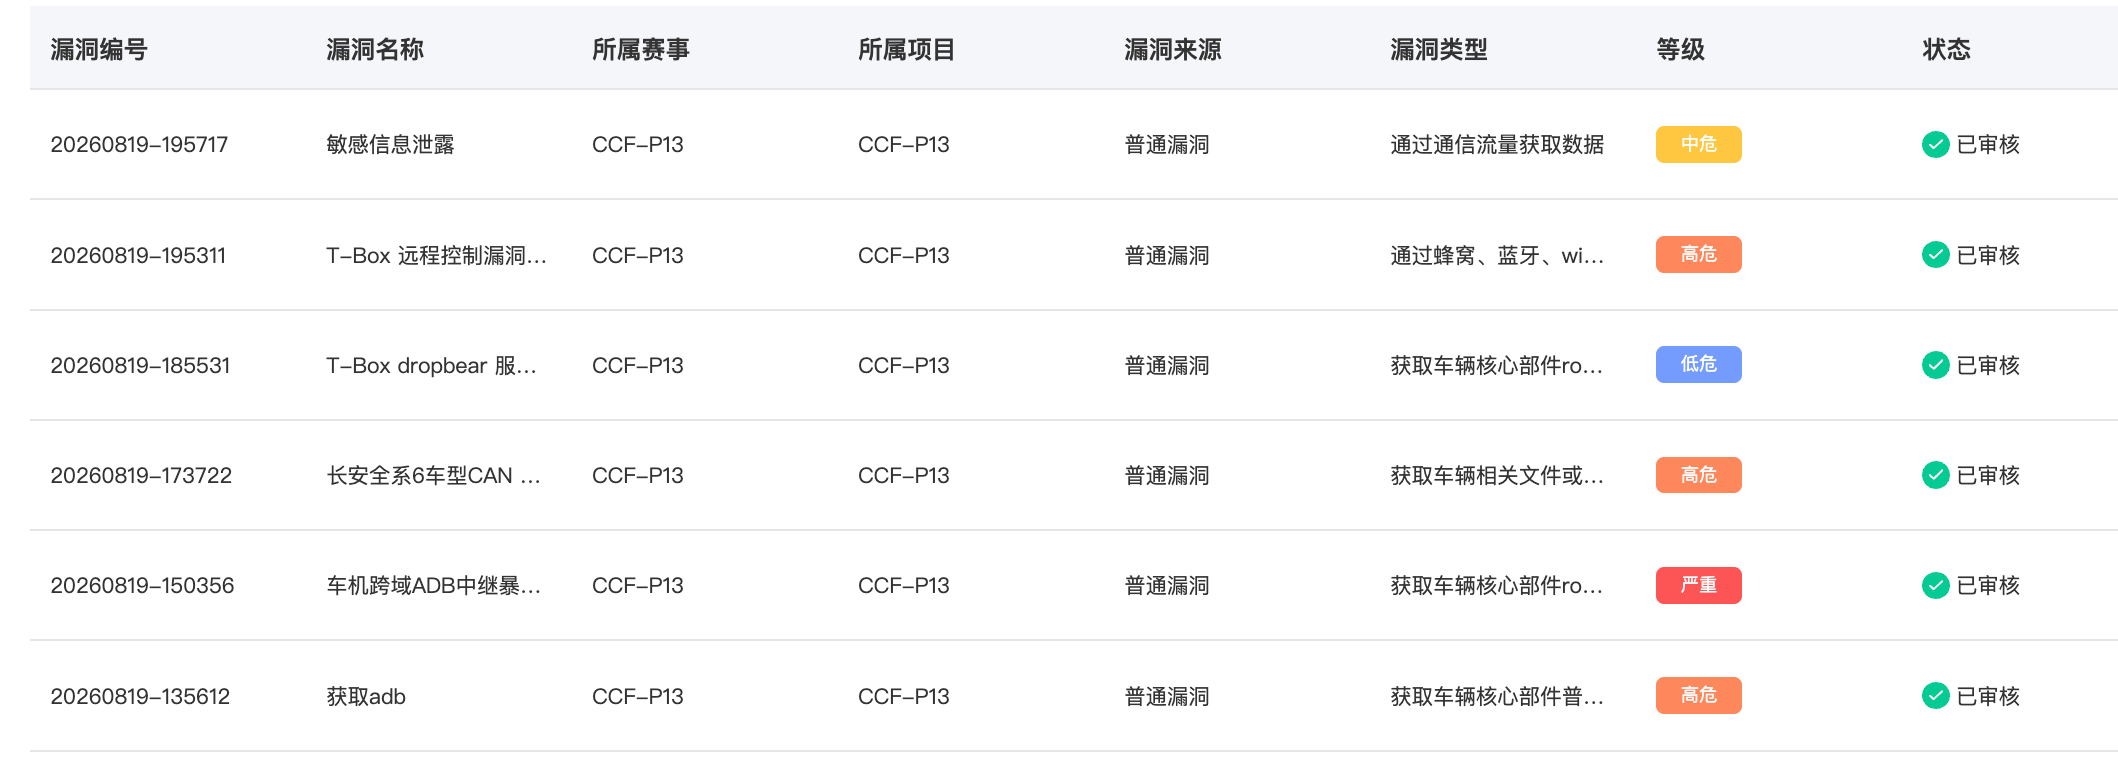 漏洞编号 漏洞名称 所属赛事 所属项目 漏洞来源 漏洞类型 等级 状态
20260819-195717 敏感信息泄露 CCF-P13 CCF-P13 普通漏洞 通过通信流量获取数据 中危 已审核
20260819-195311 T-Box 远程控制漏洞... CCF-P13 CCF-P13 普通漏洞 通过蜂窝、蓝牙、wi... 高危 已审核
20260819-185531 T-Box dropbear 服... CCF-P13 CCF-P13 普通漏洞 获取车辆核心部件ro... 低危 已审核
20260819-173722 长安全系6车型CAN ... CCF-P13 CCF-P13 普通漏洞 获取车辆相关文件或... 高危 已审核
20260819-150356 车机跨域ADB中继暴... CCF-P13 CCF-P13 普通漏洞 获取车辆核心部件ro... 严重 已审核
20260819-135612 获取adb CCF-P13 CCF-P13 普通漏洞 获取车辆核心部件普... 高危 已审核